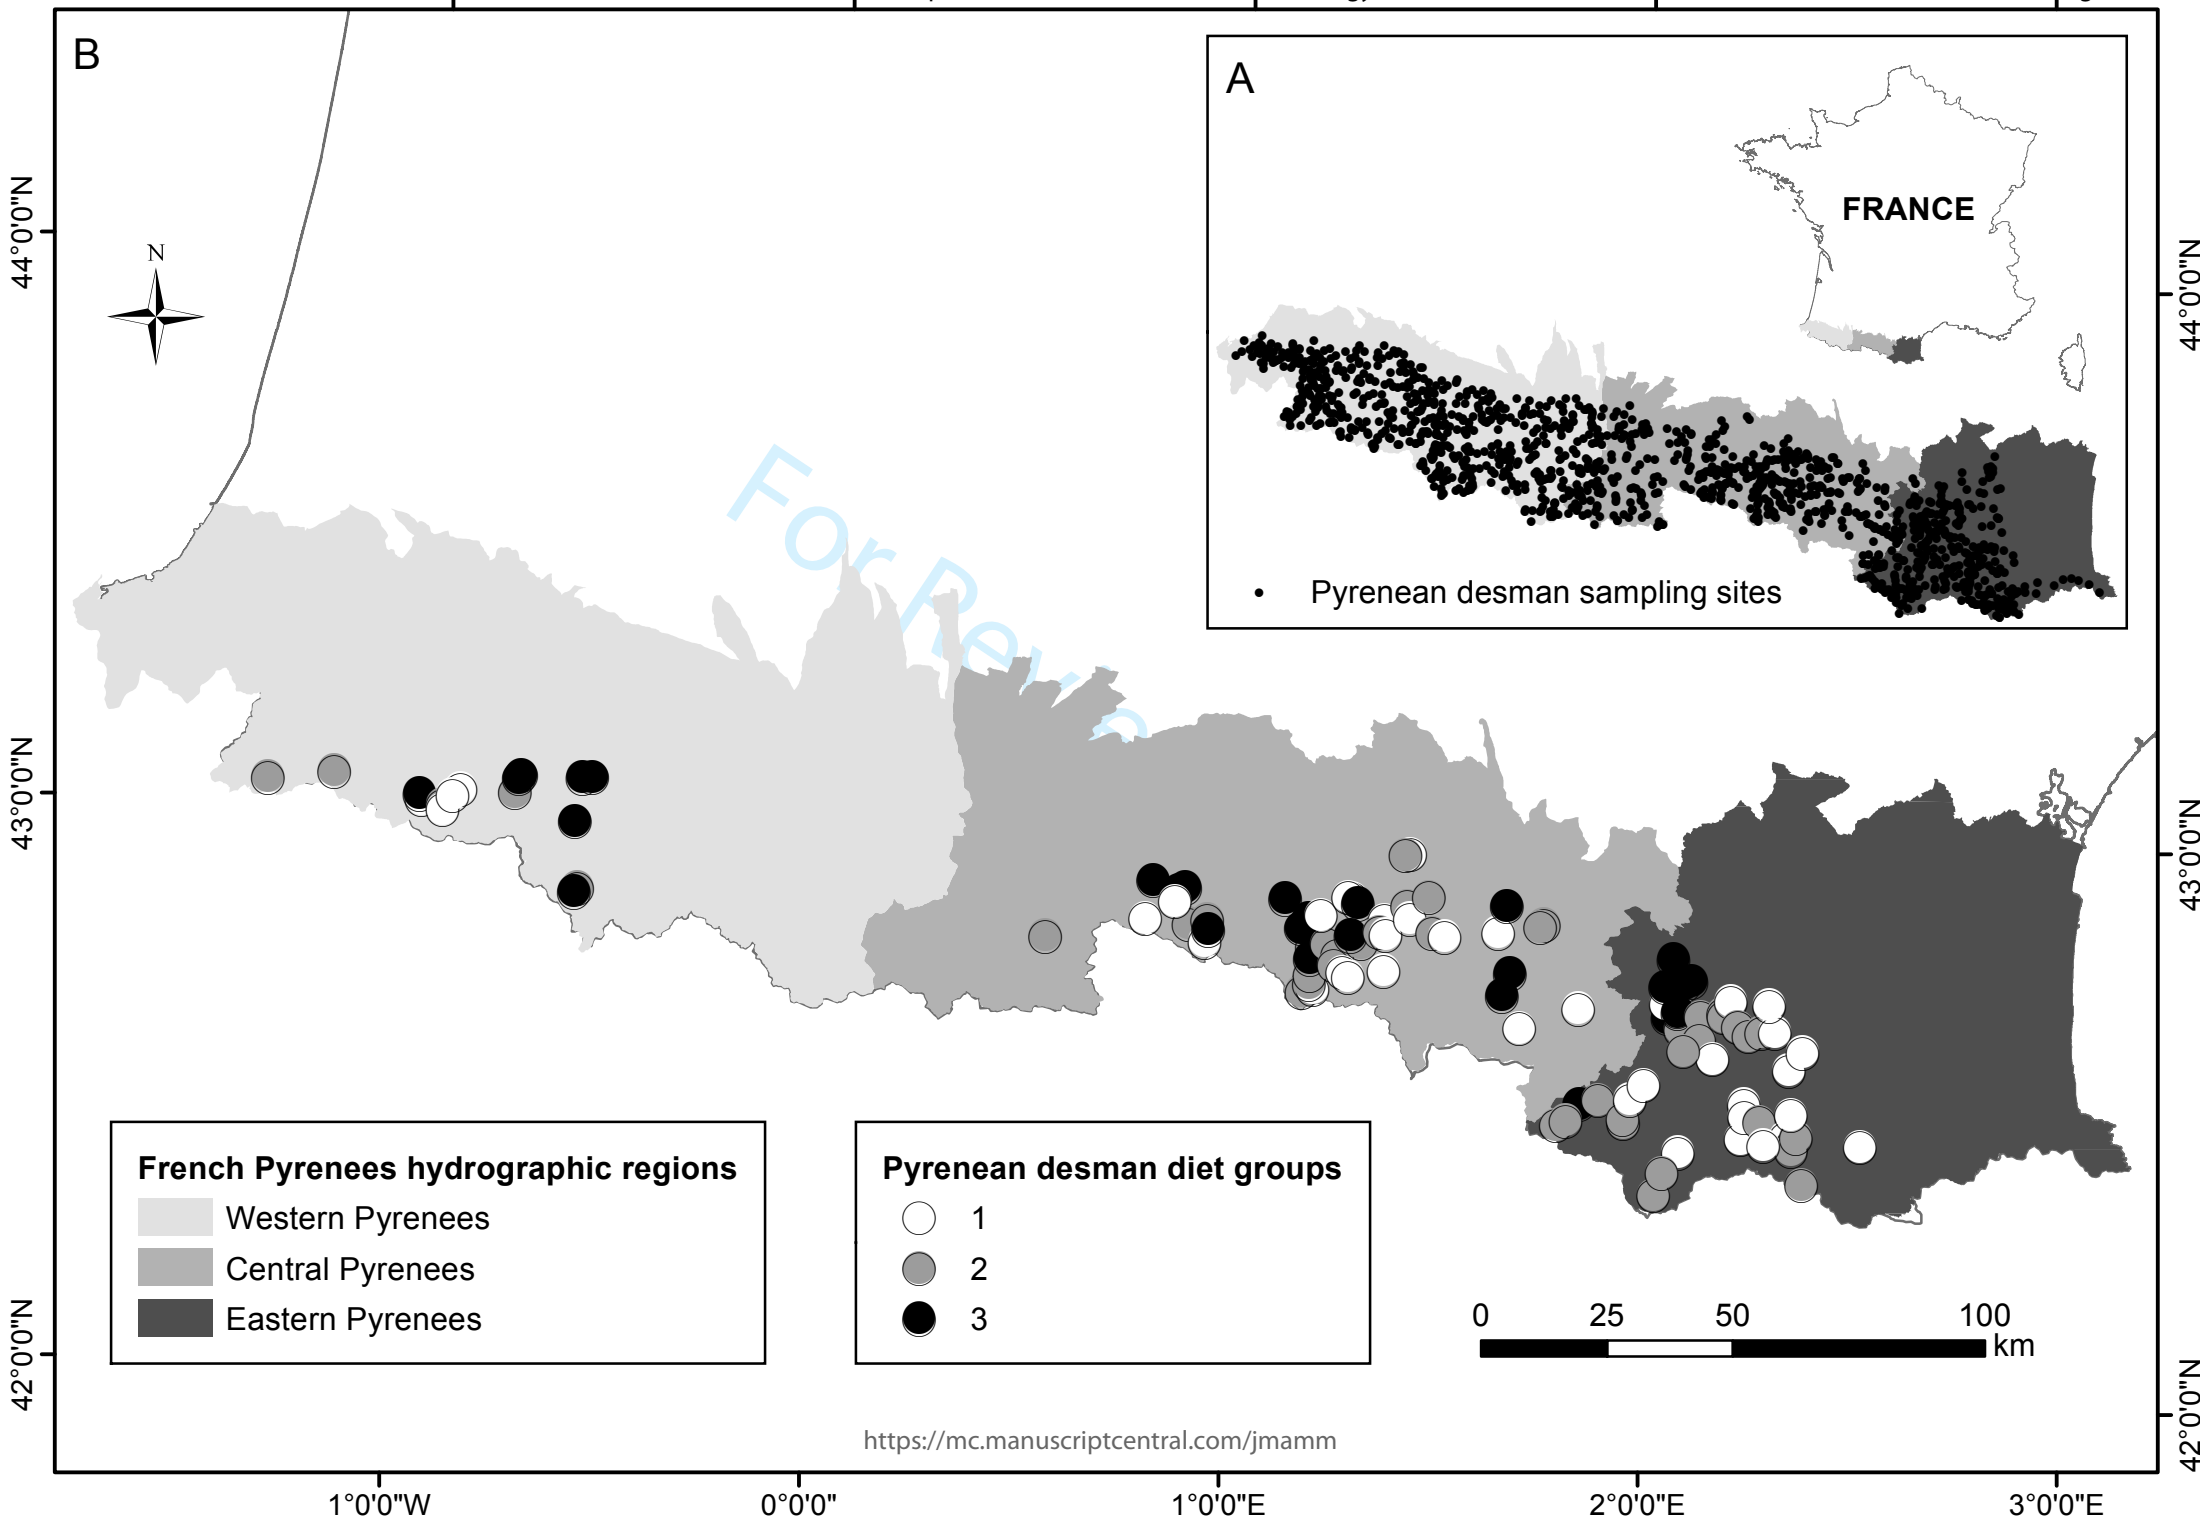 B
A
FRANCE
Pyrenean desman sampling sites
N
For Revie
44°0'0"N
43°0'0"N
42°0'0"N
44°0'0"N
43°0'0"N
42°0'0"N
French Pyrenees hydrographic regions
Western Pyrenees
Central Pyrenees
Eastern Pyrenees
Pyrenean desman diet groups
1
2
3
0 25 50 100
km
https://mc.manuscriptcentral.com/jmamm
1°0'0"W 0°0'0" 1°0'0"E 2°0'0"E 3°0'0"E